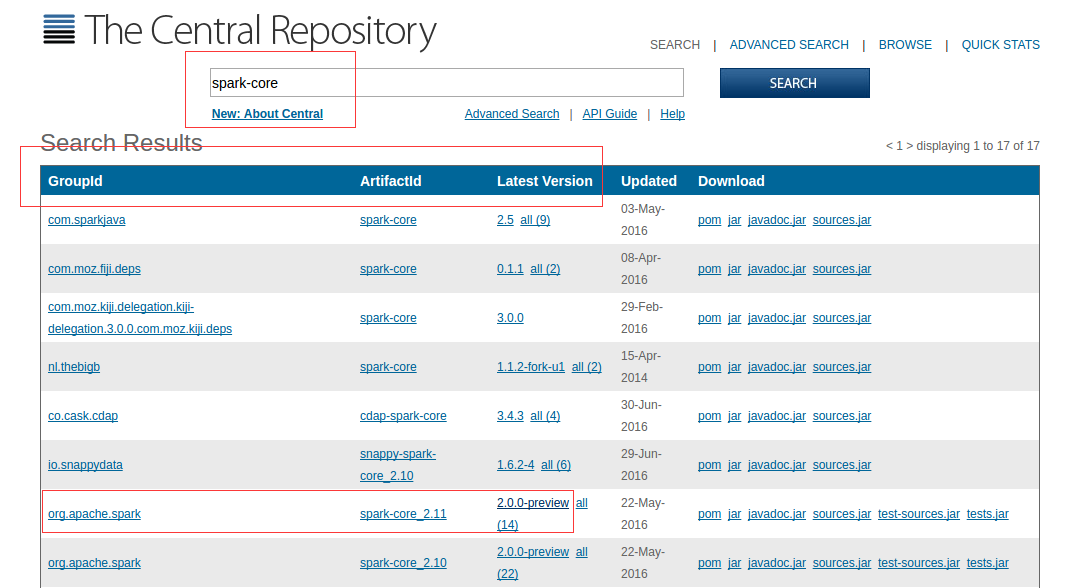 The Central Repository
SEARCH | ADVANCED SEARCH | BROWSE | QUICK STATS
spark-core
SEARCH
New: About Central
Advanced Search | API Guide | Help
Search Results
< 1 > displaying 1 to 17 of 17
GroupId ArtifactId Latest Version Updated Download
com.sparkjava spark-core 2.5 all (9) 03-May-
2016 pom jar javadoc.jar sources.jar
com.moz.fiji.deps spark-core 0.1.1 all (2) 08-Apr-
2016 pom jar javadoc.jar sources.jar
com.moz.kiji.delegation.kiji-
delegation.3.0.0.com.moz.kiji.deps spark-core 3.0.0 29-Feb-
2016 pom jar javadoc.jar sources.jar
nl.thebigb spark-core 1.1.2-fork-u1 all (2) 15-Apr-
2014 pom jar javadoc.jar sources.jar
co.cask.cdap cdap-spark-core 3.4.3 all (4) 30-Jun-
2016 pom jar javadoc.jar sources.jar
io.snappydata snappy-spark-
core_2.10 1.6.2-4 all (6) 29-Jun-
2016 pom jar javadoc.jar sources.jar
org.apache.spark spark-core_2.11 2.0.0-preview all
(14) 22-May-
2016 pom jar javadoc.jar sources.jar test-sources.jar tests.jar
org.apache.spark spark-core_2.10 2.0.0-preview all
(22) 22-May-
2016 pom jar javadoc.jar sources.jar test-sources.jar tests.jar